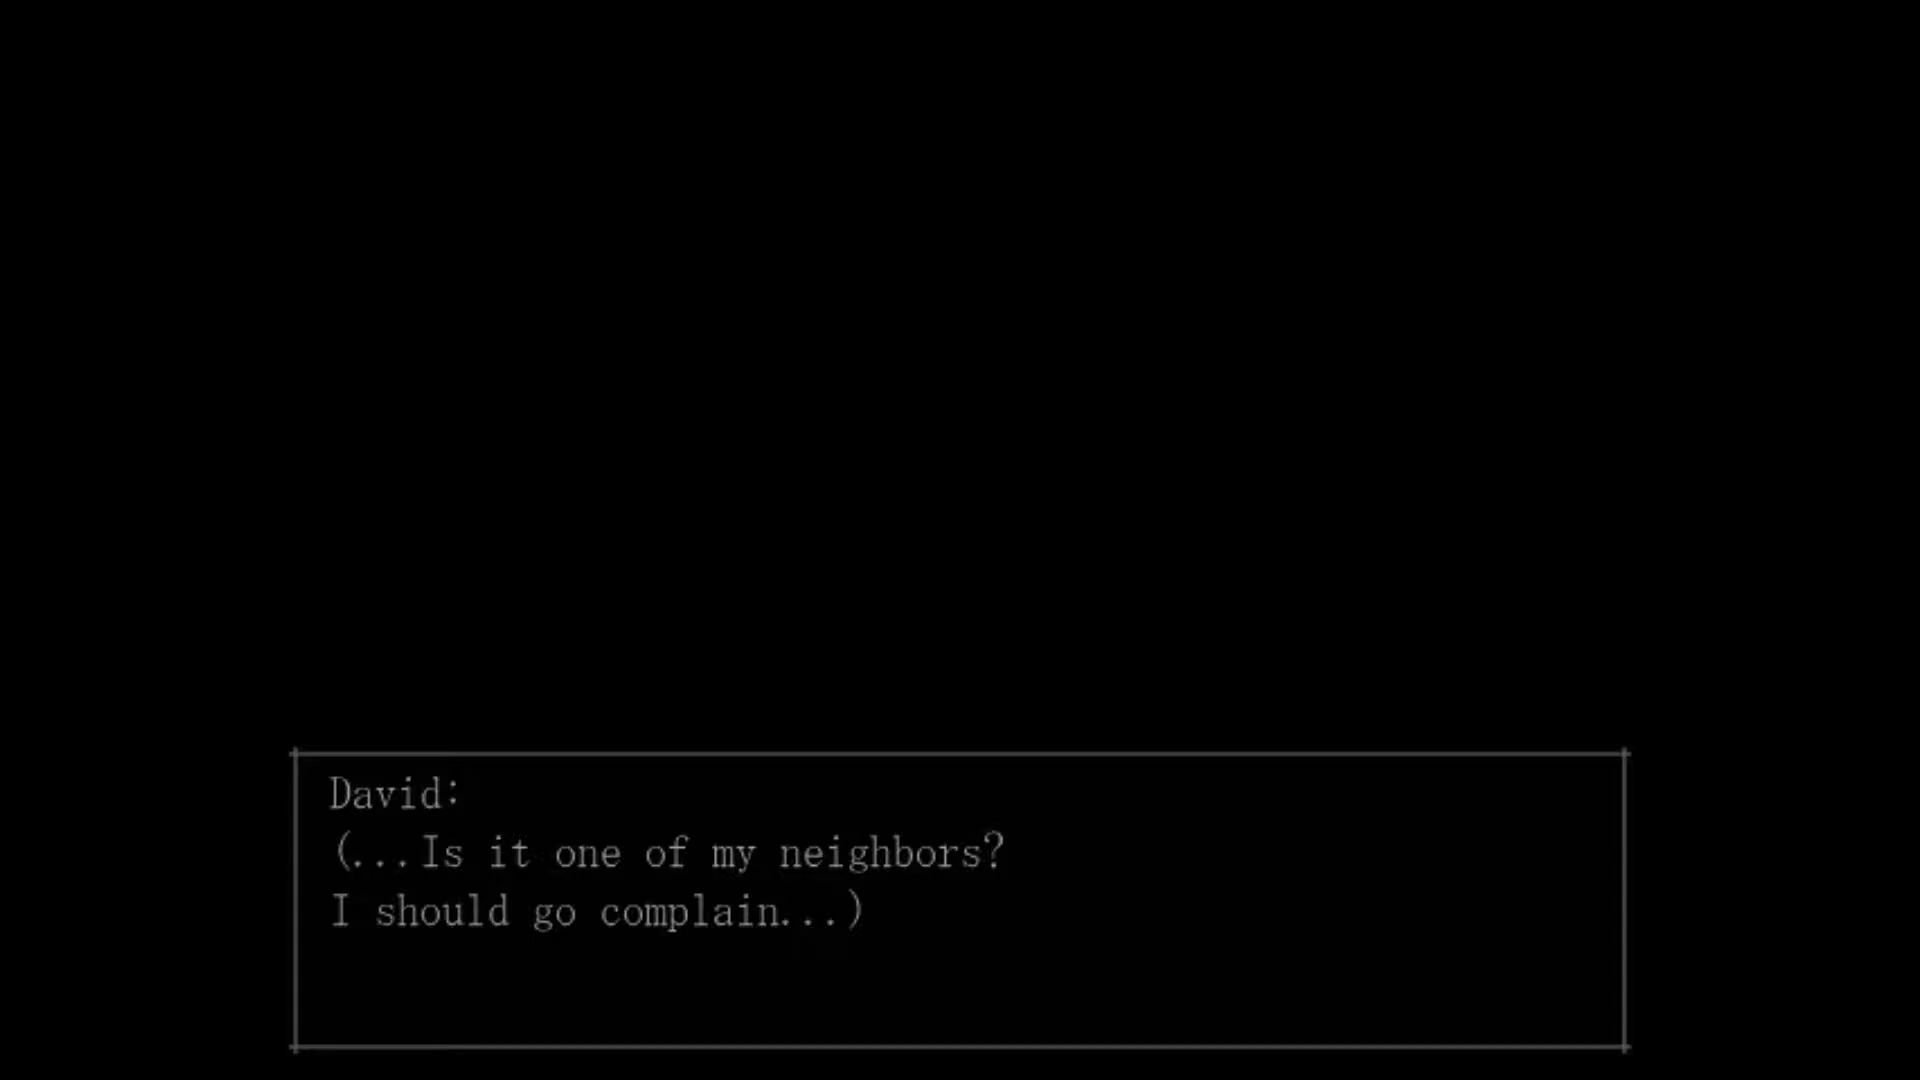 David:
(...Is it one of my neighbors?
I should go complain...)